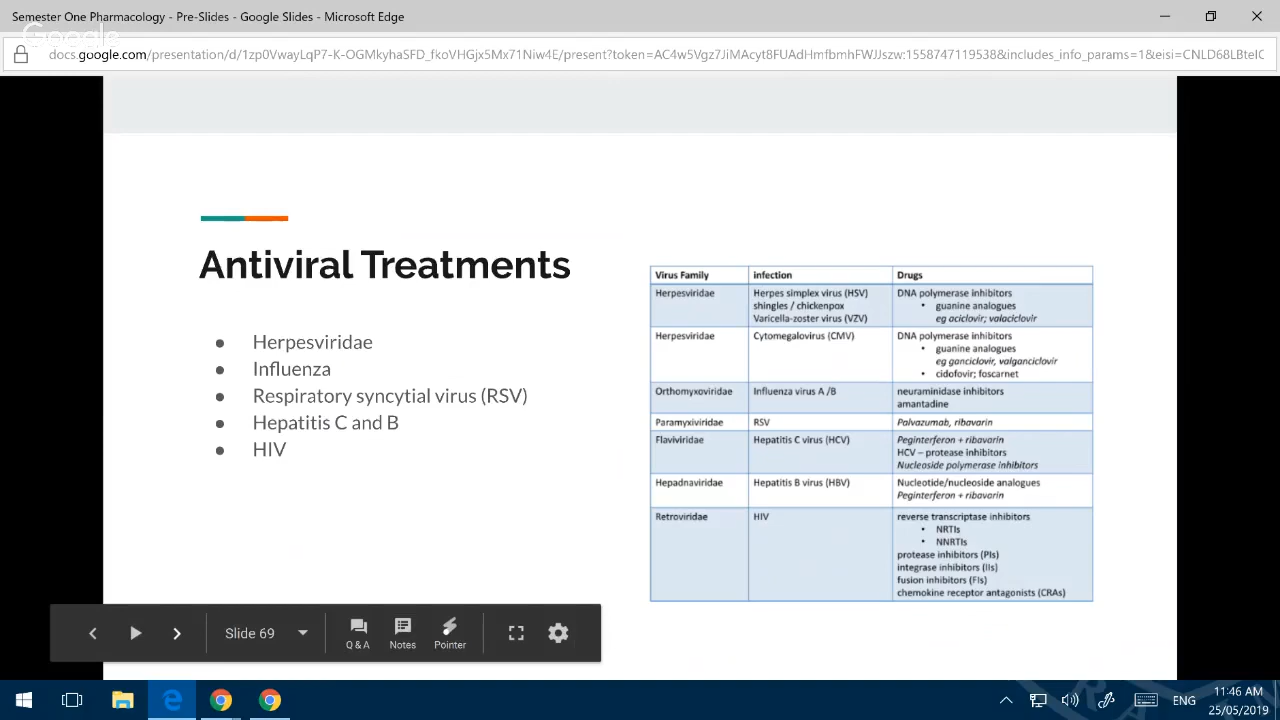 Semester One Pharmacology - Pre-Slides - Google Slides - Microsoft Edge
Google
docs.google.com/presentation/d/1zp0VwayLqP7-K-OGMkyhaSFD_fkoVHGjx5Mx71Niw4E/present?token=AC4w5Vgz7JiMAcyt8FUAdHmfbmhFWJJszw:1558747119538&includes_info_params=1&eisi=CNLD68LBteIC
Antiviral Treatments
● Herpesviridae
● Influenza
● Respiratory syncytial virus (RSV)
● Hepatitis C and B
● HIV
Virus Family infection Drugs
Herpesviridae Herpes simplex virus (HSV) DNA polymerase inhibitors
shingles / chickenpox • guanine analogues
Varicella-zoster virus (VZV) eg aciclovir; valaciclovir
Herpesviridae Cytomegalovirus (CMV) DNA polymerase inhibitors
• guanine analogues
eg ganciclovir, valganciclovir
• cidofovir; foscarnet
Orthomyxoviridae Influenza virus A /B neuraminidase inhibitors
amantadine
Paramyxiviridae RSV Palvazumab, ribavarin
Flaviviridae Hepatitis C virus (HCV) Peginterferon + ribavarin
HCV – protease inhibitors
Nucleoside polymerase inhibitors
Hepadnaviridae Hepatitis B virus (HBV) Nucleotide/nucleoside analogues
Peginterferon + ribavarin
Retroviridae HIV reverse transcriptase inhibitors
• NRTIs
• NNRTIs
protease inhibitors (PIs)
integrase inhibitors (IIs)
fusion inhibitors (FIs)
chemokine receptor antagonists (CRAs)
Slide 69
Q & A Notes Pointer
ENG
11:46 AM
25/05/2019